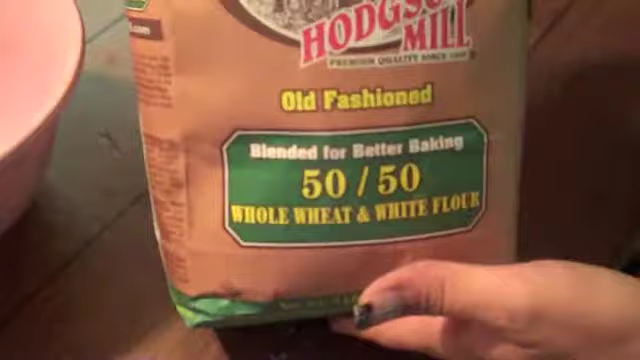 HODGSON
MILL
PREMIUM QUALITY SINCE
Old Fashioned
Blended for Better Baking
50 / 50
WHOLE WHEAT & WHITE FLOUR